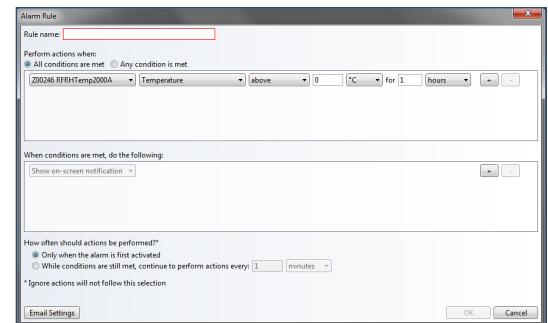 Alarm Rule
Rule name:
Perform actions when:
All conditions are met Any condition is met
Z00246 RFRHTemp2000A Temperature above 0 °C for 1 hours + -
When conditions are met, do the following:
Show on-screen notification + -
How often should actions be performed?*
Only when the alarm is first activated
While conditions are still met, continue to perform actions every: 1 minutes
* Ignore actions will not follow this selection
Email Settings OK Cancel